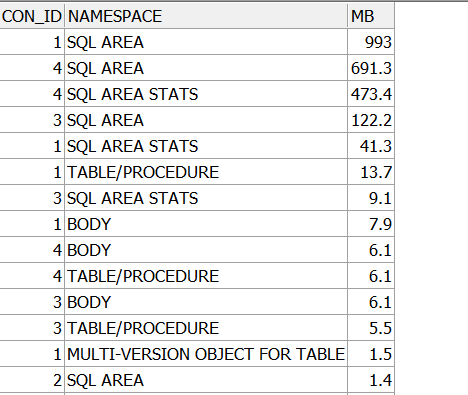 CON_ID NAMESPACE MB
1 SQL AREA 993
4 SQL AREA 691.3
4 SQL AREA STATS 473.4
3 SQL AREA 122.2
1 SQL AREA STATS 41.3
1 TABLE/PROCEDURE 13.7
3 SQL AREA STATS 9.1
1 BODY 7.9
4 BODY 6.1
4 TABLE/PROCEDURE 6.1
3 BODY 6.1
3 TABLE/PROCEDURE 5.5
1 MULTI-VERSION OBJECT FOR TABLE 1.5
2 SQL AREA 1.4